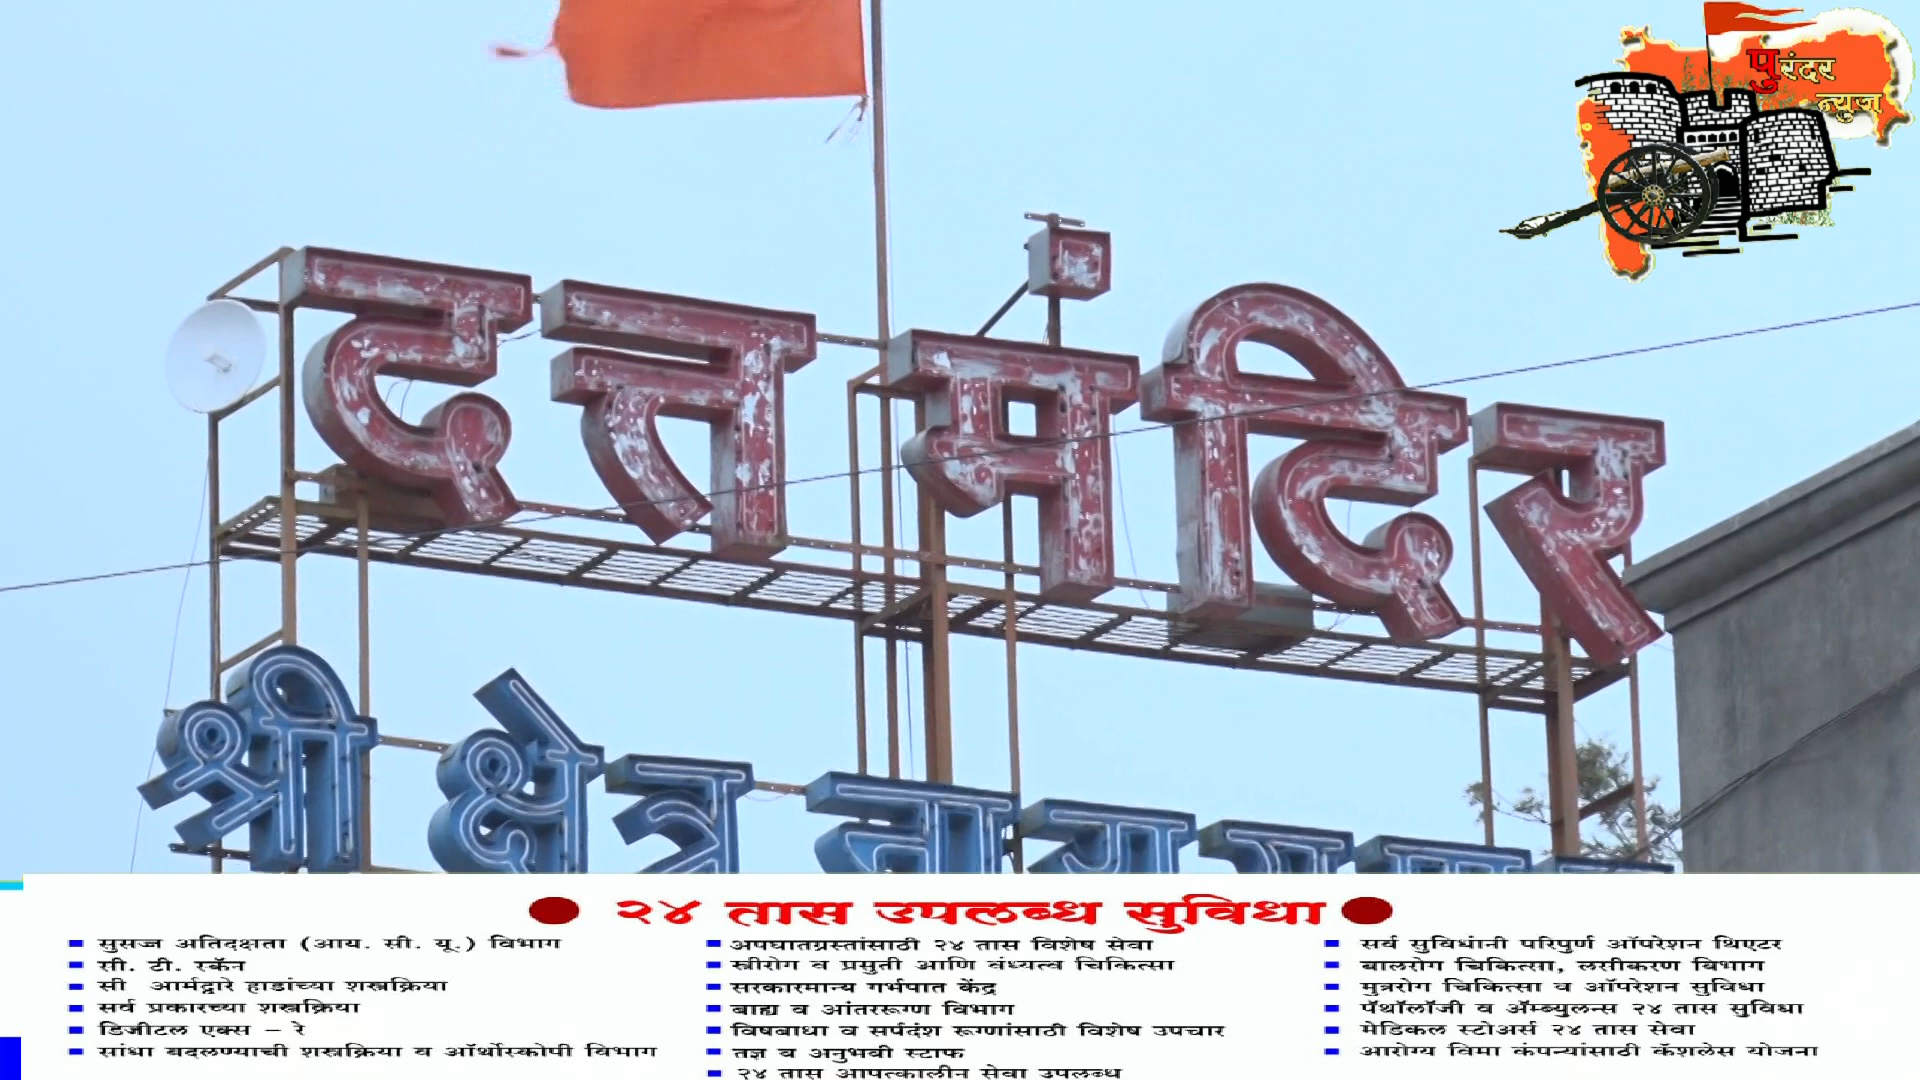 पुरंदर
न्युज
दत्त मंदिर
श्री क्षेत्र नारायणपूर
२४ तास उपलब्ध सुविधा
सुसज्ज अतिदक्षता (आय. सी. यू.) विभाग
सी. टी. स्कॅन
सी आर्मद्वारे हाडांच्या शस्त्रक्रिया
सर्व प्रकारच्या शस्त्रक्रिया
डिजीटल एक्स – रे
सांधा बदलण्याची शस्त्रक्रिया व ऑर्थोस्कोपी विभाग
अपघातग्रस्तांसाठी २४ तास विशेष सेवा
स्त्रीरोग व प्रसुती आणि वंध्यत्व चिकित्सा
सरकारमान्य गर्भपात केंद्र
बाह्य व आंतररूग्ण विभाग
विषबाधा व सर्पदंश रूग्णांसाठी विशेष उपचार
तज्ञ व अनुभवी स्टाफ
२४ तास आपत्कालीन सेवा उपलब्ध
सर्व सुविधांनी परिपुर्ण ऑपरेशन थिएटर
बालरोग चिकित्सा, लसीकरण विभाग
मुत्ररोग चिकित्सा व ऑपरेशन सुविधा
पॅथॉलॉजी व ॲम्ब्युलन्स २४ तास सुविधा
मेडिकल स्टोअर्स २४ तास सेवा
आरोग्य विमा कंपन्यांसाठी कॅशलेस योजना